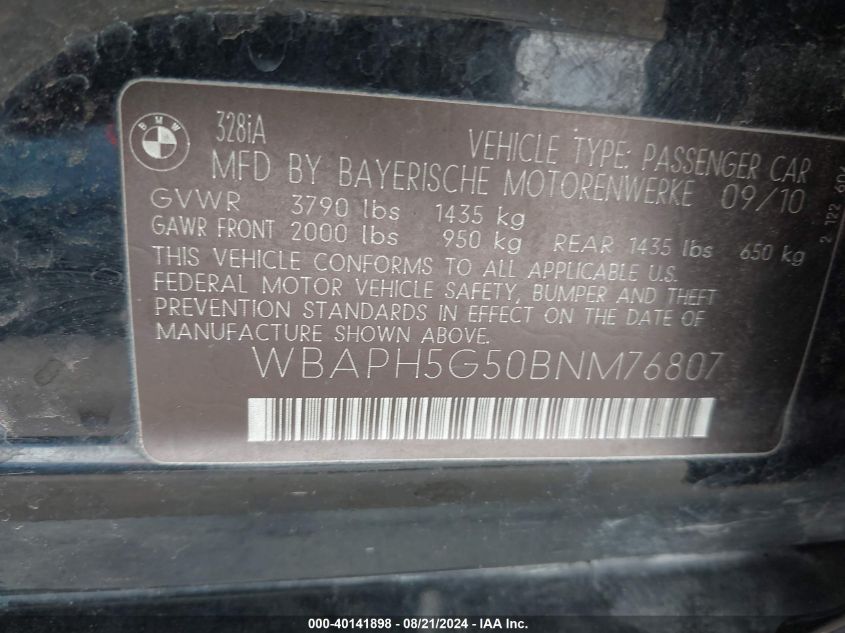 BMW
328iA
VEHICLE TYPE: PASSENGER CAR
MFD BY BAYERISCHE MOTORENWERKE 09/10
GVWR 3790 lbs 1435 kg
GAWR FRONT 2000 lbs 950 kg REAR 1435 lbs 650 kg
THIS VEHICLE CONFORMS TO ALL APPLICABLE U.S.
FEDERAL MOTOR VEHICLE SAFETY, BUMPER AND THEFT
PREVENTION STANDARDS IN EFFECT ON THE DATE OF
MANUFACTURE SHOWN ABOVE.
WBAPH5G50BNM76807
2 122 604
000-40141898 - 08/21/2024 - IAA Inc.